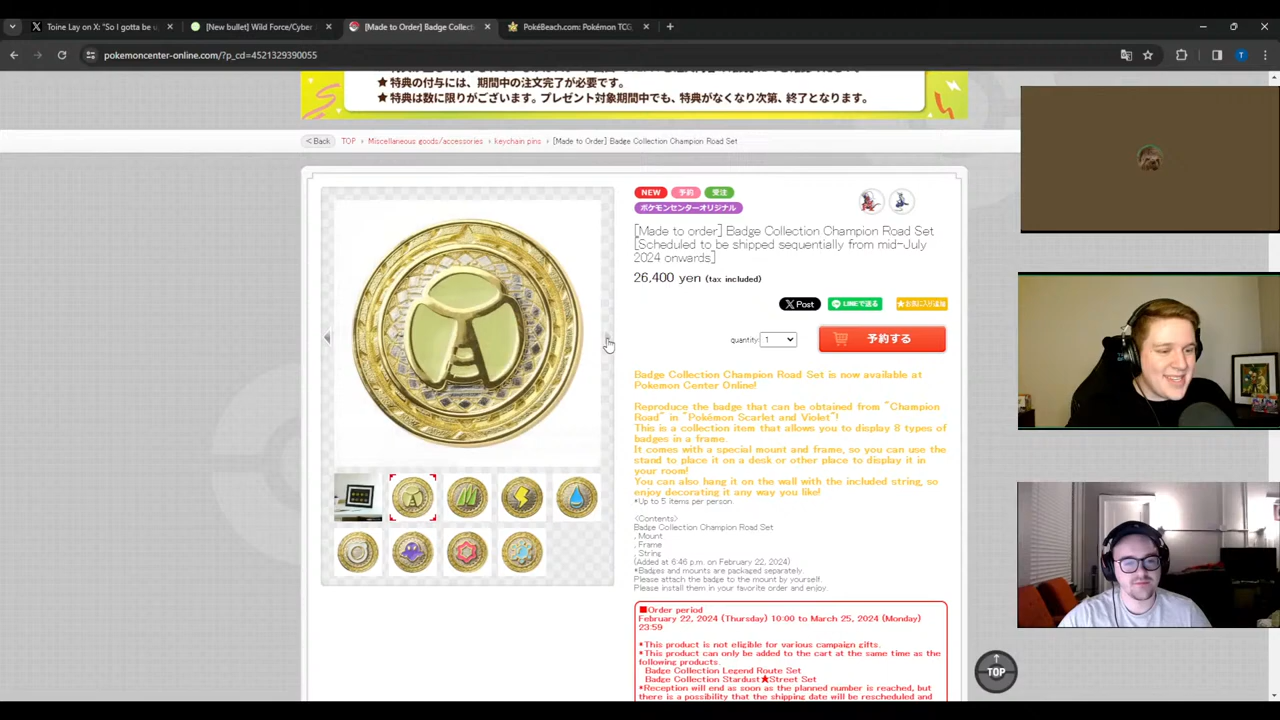 Toine Lay on X: "So I gotta be u
[New bullet] Wild Force/Cyber
[Made to Order] Badge Collecti
PokéBeach.com: Pokémon TCG,
T
pokemoncenter-online.com/?p_cd=4521329390055
★ 特典の付与には、期間中の注文完了が必要です。
★ 特典は数に限りがございます。プレゼント対象期間中でも、特典がなくなり次第、終了となります。
< Back
TOP › Miscellaneous goods/accessories › keychain pins › [Made to Order] Badge Collection Champion Road Set
NEW 予約 受注
ポケモンセンターオリジナル
[Made to order] Badge Collection Champion Road Set
[Scheduled to be shipped sequentially from mid-July
2024 onwards]
26,400 yen (tax included)
X Post
LINEで送る
★お気に入り追加
quantity: 1
予約する
Badge Collection Champion Road Set is now available at
Pokemon Center Online!
Reproduce the badge that can be obtained from "Champion
Road" in "Pokémon Scarlet and Violet"!
This is a collection item that allows you to display 8 types of
badges in a frame.
It comes with a special mount and frame, so you can use the
stand to place it on a desk or other place to display it in
your room!
You can also hang it on the wall with the included string, so
enjoy decorating it any way you like!
*Up to 5 items per person.
<Contents>
Badge Collection Champion Road Set
, Mount
, Frame
, String
(Added at 6:46 p.m. on February 22, 2024)
*Badges and mounts are packaged separately.
Please attach the badge to the mount by yourself.
Please install them in your favorite order and enjoy.
■Order period
February 22, 2024 (Thursday) 10:00 to March 25, 2024 (Monday)
23:59
*This product is not eligible for various campaign gifts.
*This product can only be added to the cart at the same time as the
following products.
Badge Collection Legend Route Set
Badge Collection Stardust★Street Set
*Reception will end as soon as the planned number is reached, but
there is a possibility that the shipping date will be rescheduled and
TOP